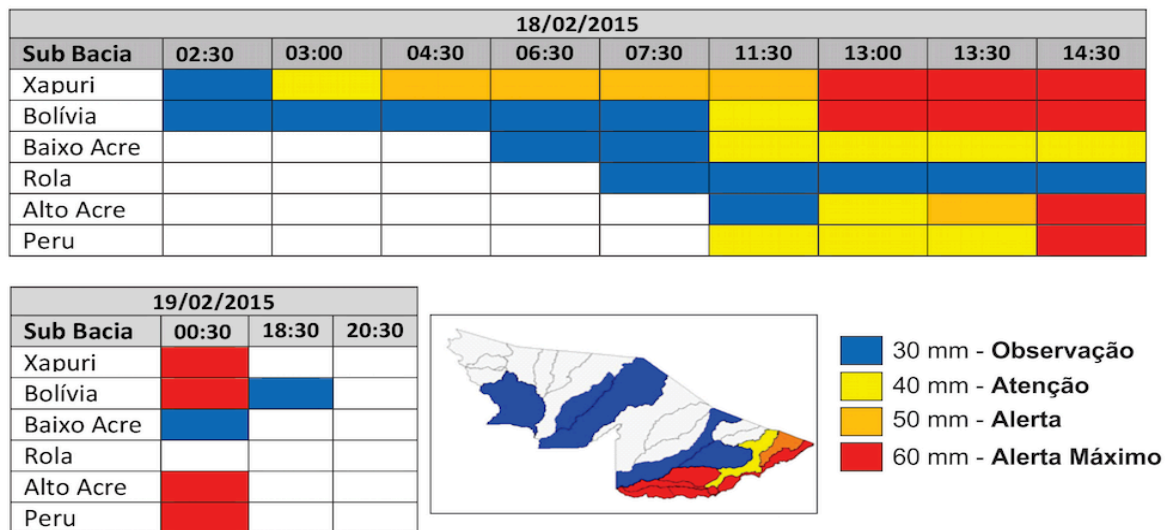 18/02/2015
Sub Bacia 02:30 03:00 04:30 06:30 07:30 11:30 13:00 13:30 14:30
Xapuri
Bolívia
Baixo Acre
Rola
Alto Acre
Peru
19/02/2015
Sub Bacia 00:30 18:30 20:30
Xapuri
Bolívia
Baixo Acre
Rola
Alto Acre
Peru
30 mm - Observação
40 mm - Atenção
50 mm - Alerta
60 mm - Alerta Máximo